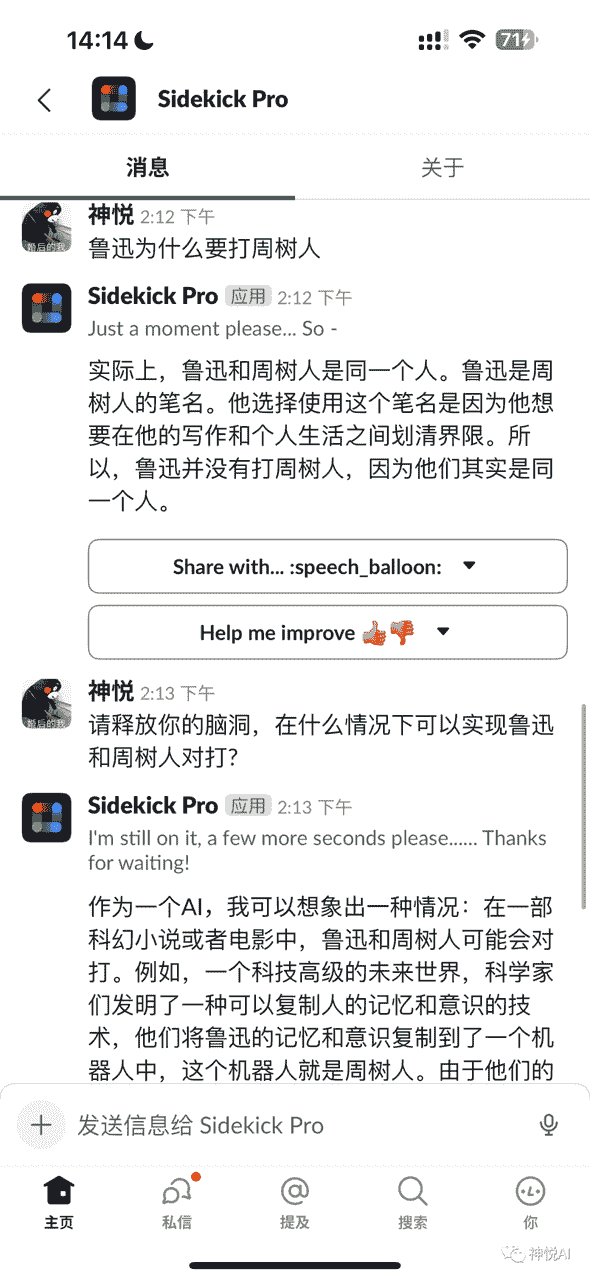 14:14
71
Sidekick Pro
消息
关于
神悦 2:12 下午
鲁迅为什么要打周树人
Sidekick Pro 应用 2:12 下午
Just a moment please... So -
实际上，鲁迅和周树人是同一个人。鲁迅是周
树人的笔名。他选择使用这个笔名是因为他想
要在他的写作和个人生活之间划清界限。所
以，鲁迅并没有打周树人，因为他们其实是同
一个人。
Share with... :speech_balloon:
Help me improve 👍👎
神悦 2:13 下午
请释放你的脑洞，在什么情况下可以实现鲁迅
和周树人对打?
Sidekick Pro 应用 2:13 下午
I'm still on it, a few more seconds please...... Thanks
for waiting!
作为一个AI，我可以想象出一种情况：在一部
科幻小说或者电影中，鲁迅和周树人可能会对
打。例如，一个科技高级的未来世界，科学家
们发明了一种可以复制人的记忆和意识的技
术，他们将鲁迅的记忆和意识复制到了一个机
器人中，这个机器人就是周树人。由于他们的
发送信息给 Sidekick Pro
主页
私信
提及
搜索
你
神悦AI